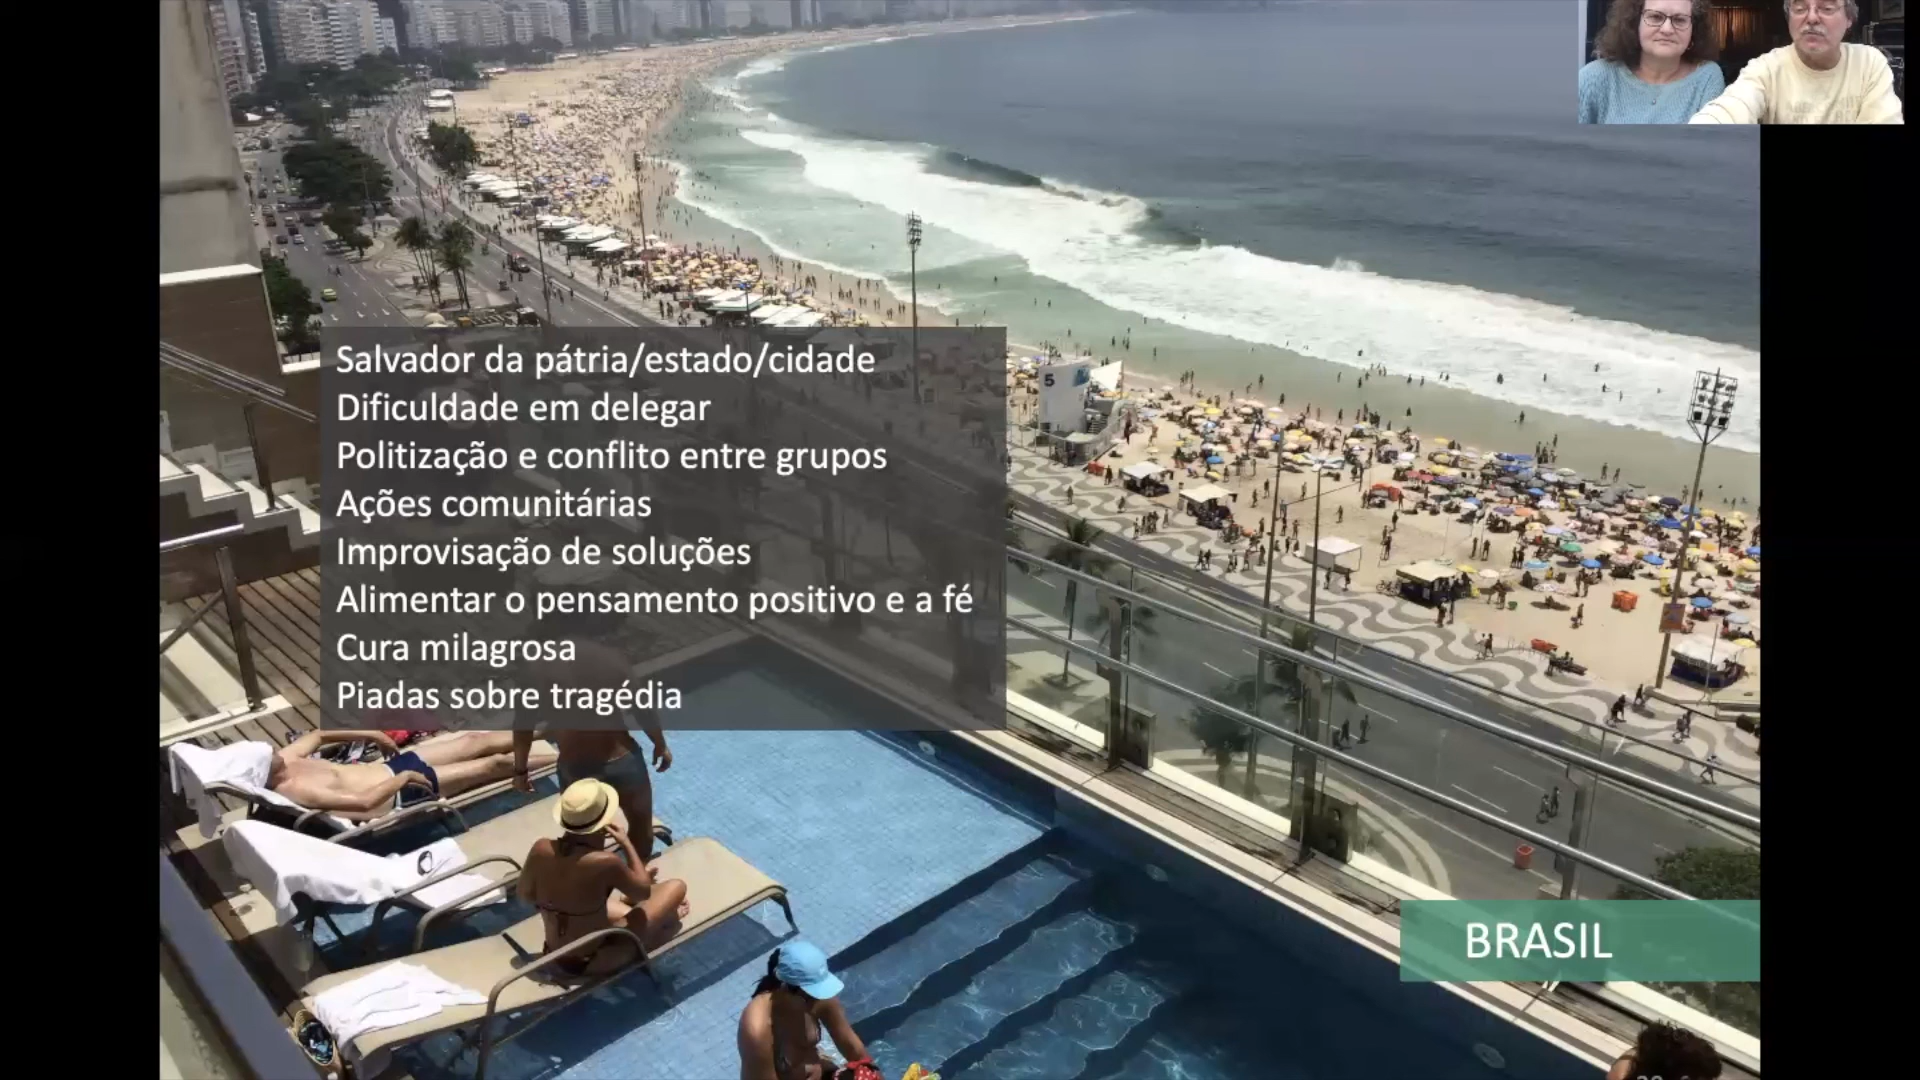 5
Salvador da pátria/estado/cidade
Dificuldade em delegar
Politização e conflito entre grupos
Ações comunitárias
Improvisação de soluções
Alimentar o pensamento positivo e a fé
Cura milagrosa
Piadas sobre tragédia
BRASIL